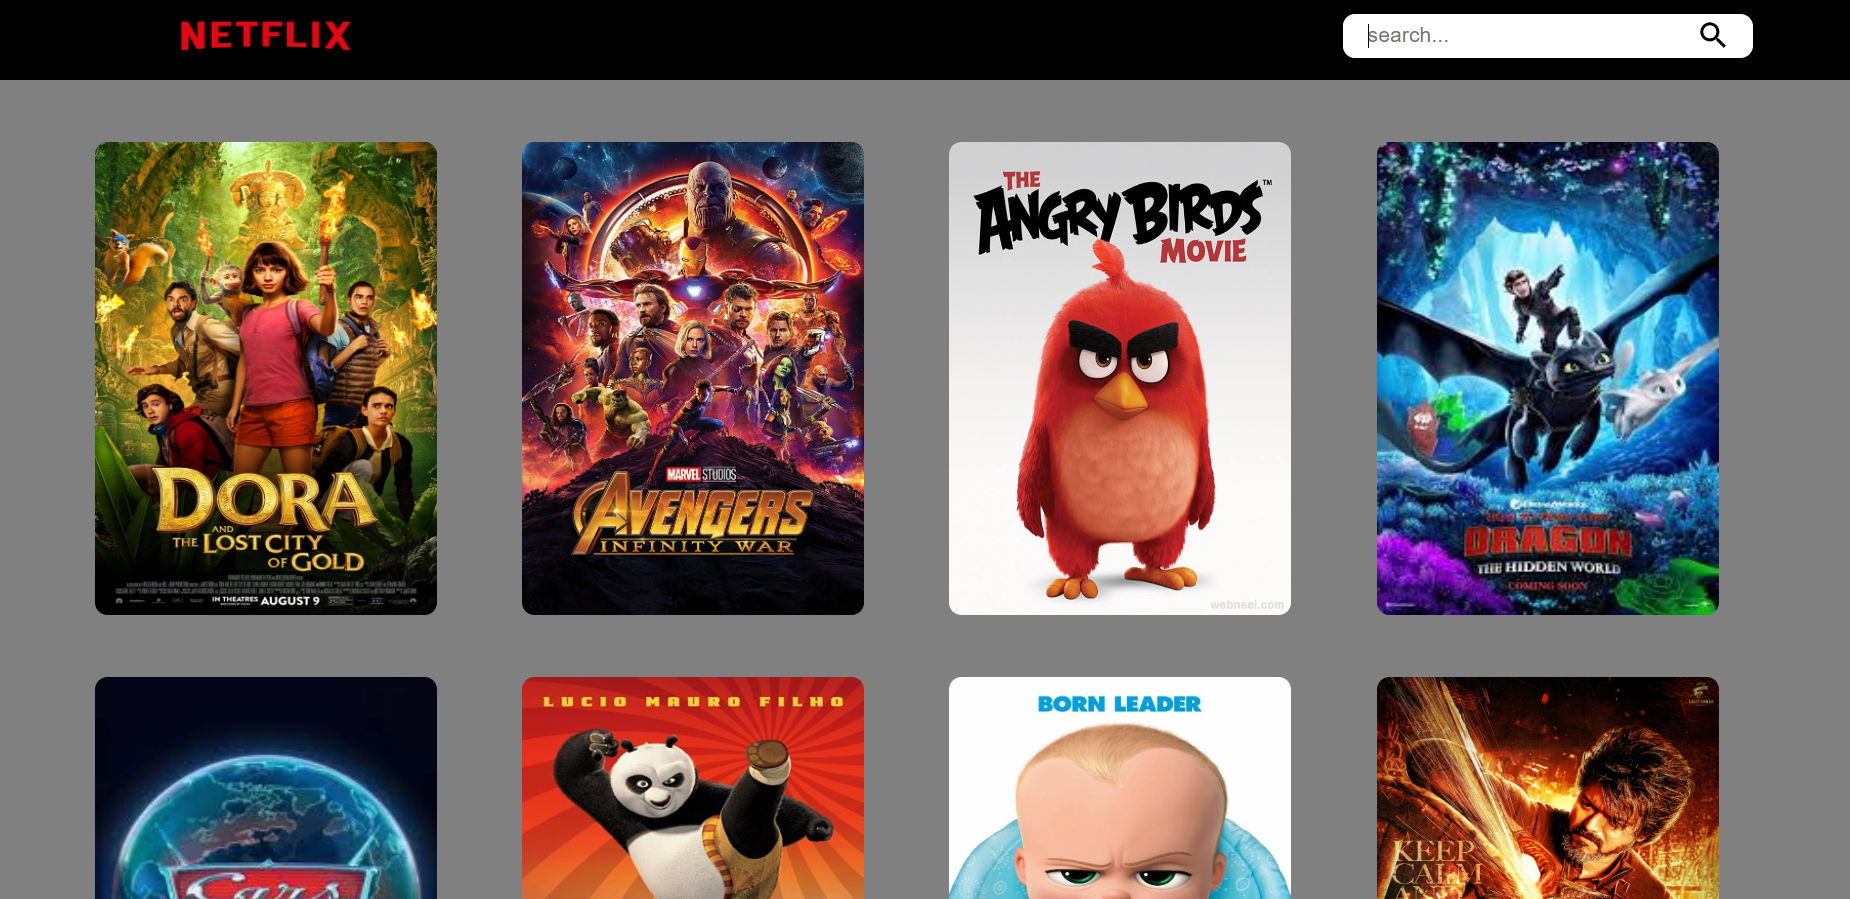 NETFLIX
search...
DORA
AND
THE LOST CITY
OF GOLD
IN THEATRES AUGUST 9
MARVEL STUDIOS
AVENGERS
INFINITY WAR
THE
ANGRY BIRDS™
MOVIE
webneel.com
DRAGON
THE HIDDEN WORLD
COMING SOON
Cars
LUCIO MAURO FILHO
BORN LEADER
KEEP
CALM
AND